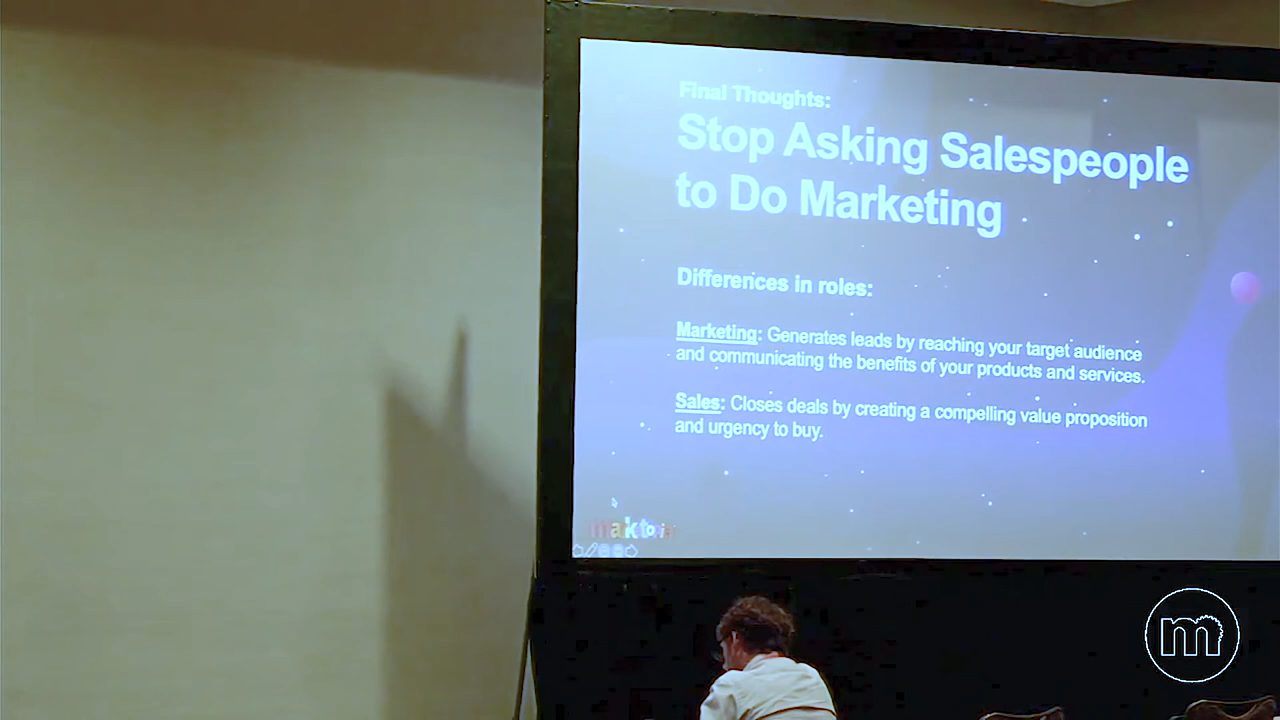 Final Thoughts:
Stop Asking Salespeople
to Do Marketing
Differences in roles:
Marketing: Generates leads by reaching your target audience
and communicating the benefits of your products and services.
Sales: Closes deals by creating a compelling value proposition
and urgency to buy.
m